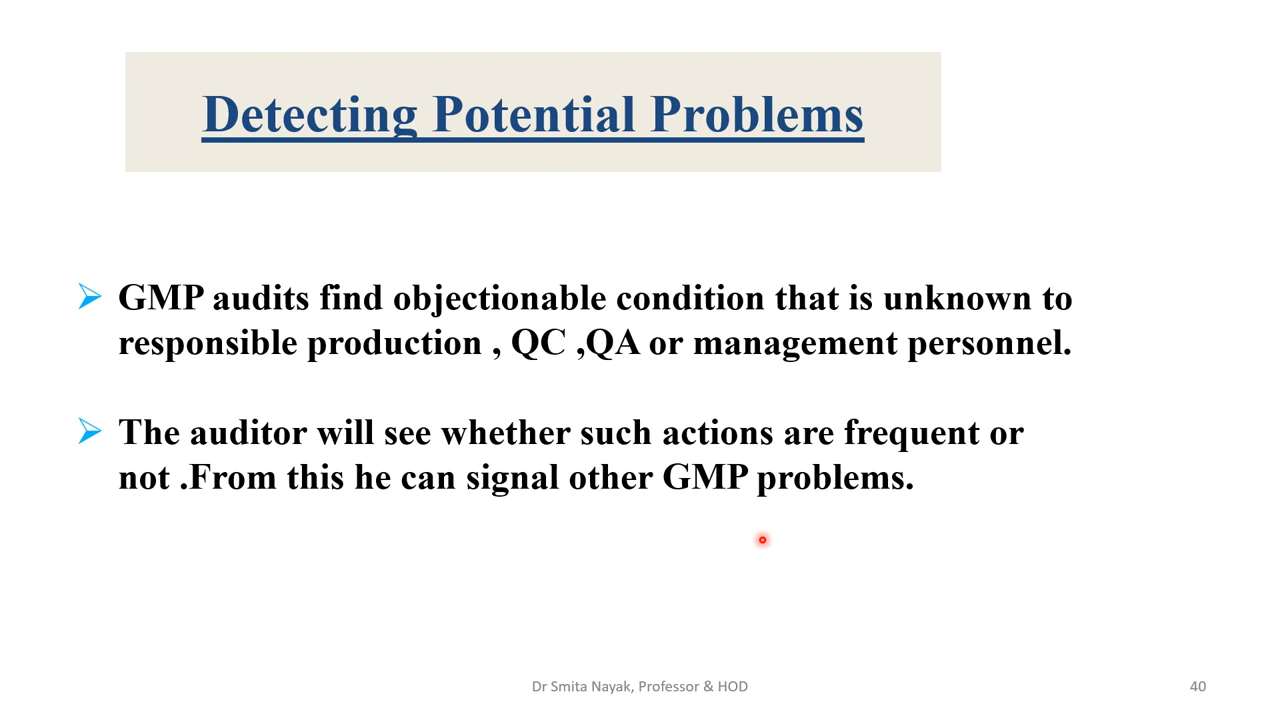 Detecting Potential Problems
GMP audits find objectionable condition that is unknown to
responsible production , QC ,QA or management personnel.
The auditor will see whether such actions are frequent or
not .From this he can signal other GMP problems.
Dr Smita Nayak, Professor & HOD
40